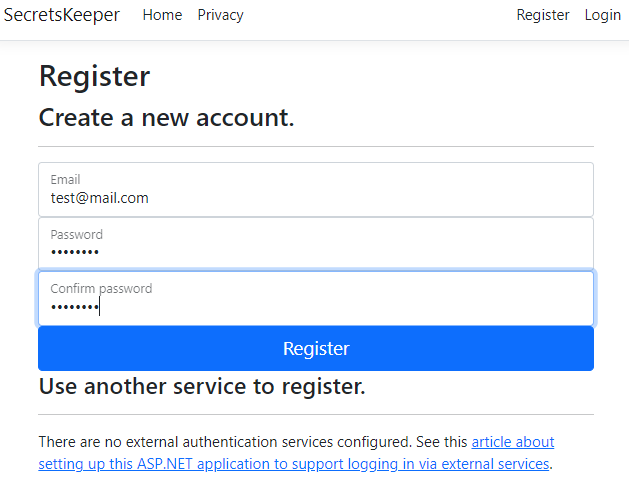 SecretsKeeper Home Privacy Register Login
Register
Create a new account.
Email
test@mail.com
Password
••••••••
Confirm password
••••••••
Register
Use another service to register.
There are no external authentication services configured. See this article about
setting up this ASP.NET application to support logging in via external services.